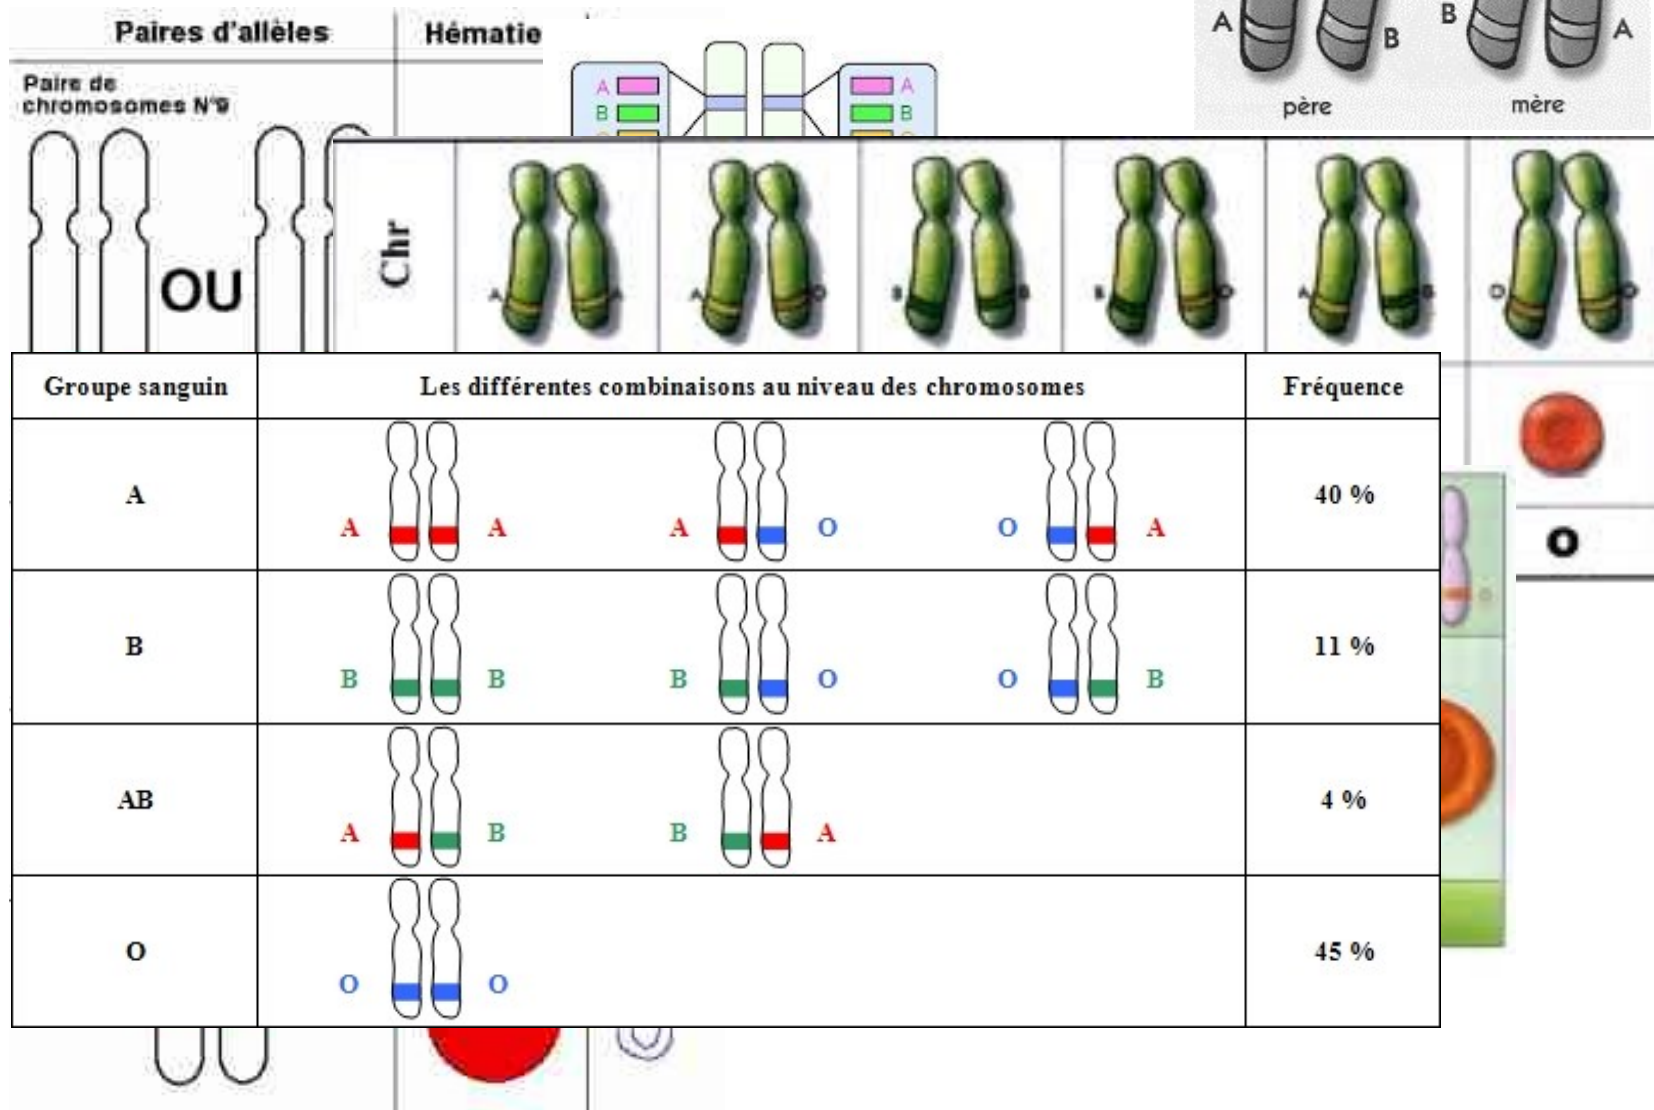 Paires d'allèles Hématie
Paire de
chromosomes N°9
OU
A A
B B
A B B A
père mère
Chr
A A A O B B B O A B O O
O
Groupe sanguin Les différentes combinaisons au niveau des chromosomes Fréquence
A A A A O O A 40 %
B B B B O O B 11 %
AB A B B A 4 %
O O O 45 %